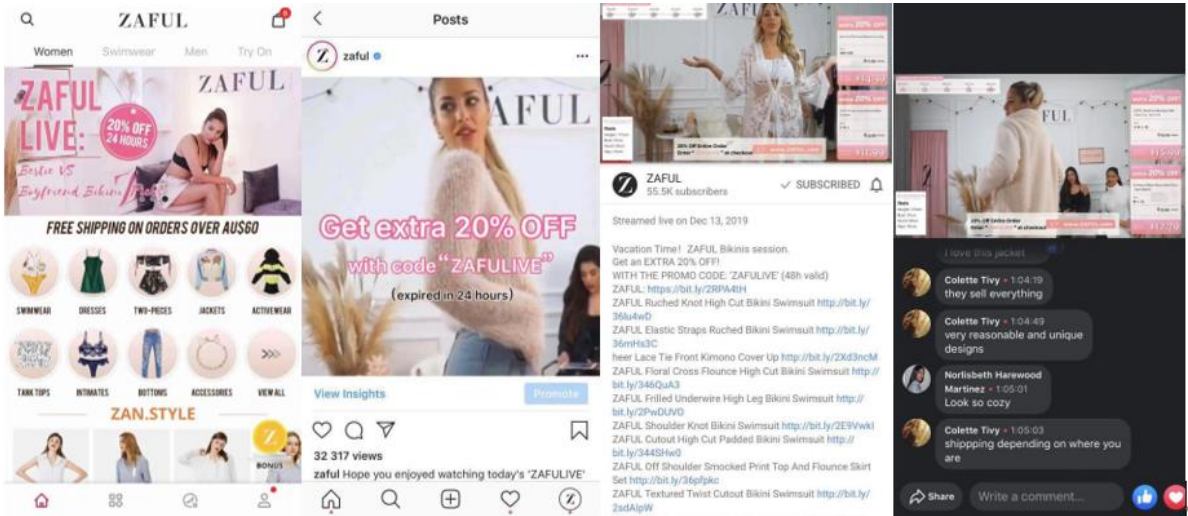 ZAFUL
Women
Swimwear
Men
Try On
ZAFUL
LIVE:
20% OFF
24 HOURS
ZAFUL
Bestie VS
FREE SHIPPING ON ORDERS OVER AU$60
SWIMWEAR
DRESSES
TWO-PIECES
JACKETS
ACTIVEWEAR
TANK TOPS
INTIMATES
BOTTOMS
ACCESSORIES
VIEW ALL
ZAN.STYLE
BONUS
Posts
zaful
AFUL
Get extra 20% OFF
with code“ZAFULIVE”
(expired in 24 hours)
View Insights
Promote
32 317 views
zaful Hope you enjoyed watching today's 'ZAFULIVE'
ZAFUL
20% Off Entire Order
ZAFUL
55.5K subscribers
SUBSCRIBED
Streamed live on Dec 13, 2019
Vacation Time! ZAFUL Bikinis session.
Get an EXTRA 20% OFF!
WITH THE PROMO CODE: 'ZAFULIVE' (48h valid)
ZAFUL: https://bit.ly/2RPA4tH
ZAFUL Ruched Knot High Cut Bikini Swimsuit http://bit.ly/
36lu4wD
ZAFUL Elastic Straps Ruched Bikini Swimsuit http://bit.ly/
36mHs3C
heer Lace Tie Front Kimono Cover Up http://bit.ly/2Xd3ncM
ZAFUL Floral Cross Flounce High Cut Bikini Swimsuit http://
bit.ly/346QuA3
ZAFUL Frilled Underwire High Leg Bikini Swimsuit http://
bit.ly/2PwDUVO
ZAFUL Shoulder Knot Bikini Swimsuit http://bit.ly/2E9Vwkl
ZAFUL Cutout High Cut Padded Bikini Swimsuit http://
bit.ly/344SHw0
ZAFUL Off Shoulder Smocked Print Top And Flounce Skirt
Set http://bit.ly/36pfpkc
ZAFUL Textured Twist Cutout Bikini Swimsuit http://bit.ly/
2sdAlpW
FUL
20% Off Entire Order
I love this jacket
Colette Tivy • 1:04:19
they sell everything
Colette Tivy • 1:04:49
very reasonable and unique
designs
Norlisbeth Harewood
Martinez • 1:05:01
Look so cozy
Colette Tivy • 1:05:03
shippping depending on where you
are
Share
Write a comment...